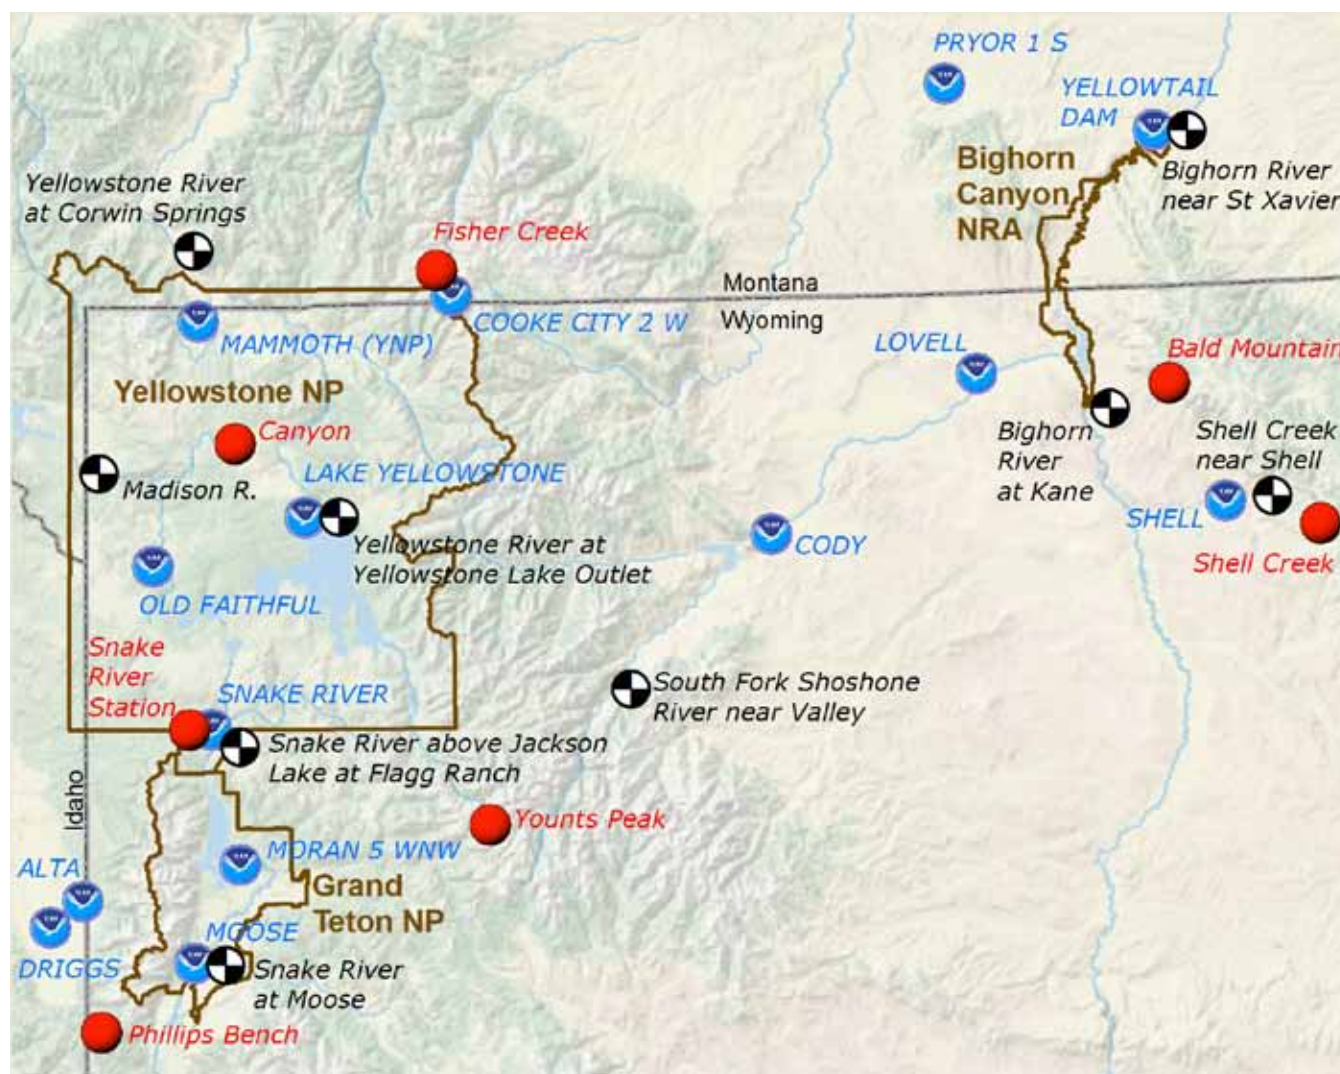 PRYOR 1 S
YELLOWTAIL
DAM
Bighorn
Canyon
NRA
Bighorn River
near St Xavier
Yellowstone River
at Corwin Springs
Fisher Creek
Montana
Wyoming
COOKE CITY 2 W
MAMMOTH (YNP)
LOVELL
Bald Mountain
Yellowstone NP
Canyon
Bighorn
River
at Kane
Shell Creek
near Shell
LAKE YELLOWSTONE
Madison R.
SHELL
Shell Creek
CODY
Yellowstone River at
Yellowstone Lake Outlet
OLD FAITHFUL
Snake
River
Station
SNAKE RIVER
South Fork Shoshone
River near Valley
Snake River above Jackson
Lake at Flagg Ranch
Idaho
Younts Peak
MORAN 5 WNW
ALTA
Grand
Teton NP
MOOSE
DRIGGS
Snake River
at Moose
Phillips Bench